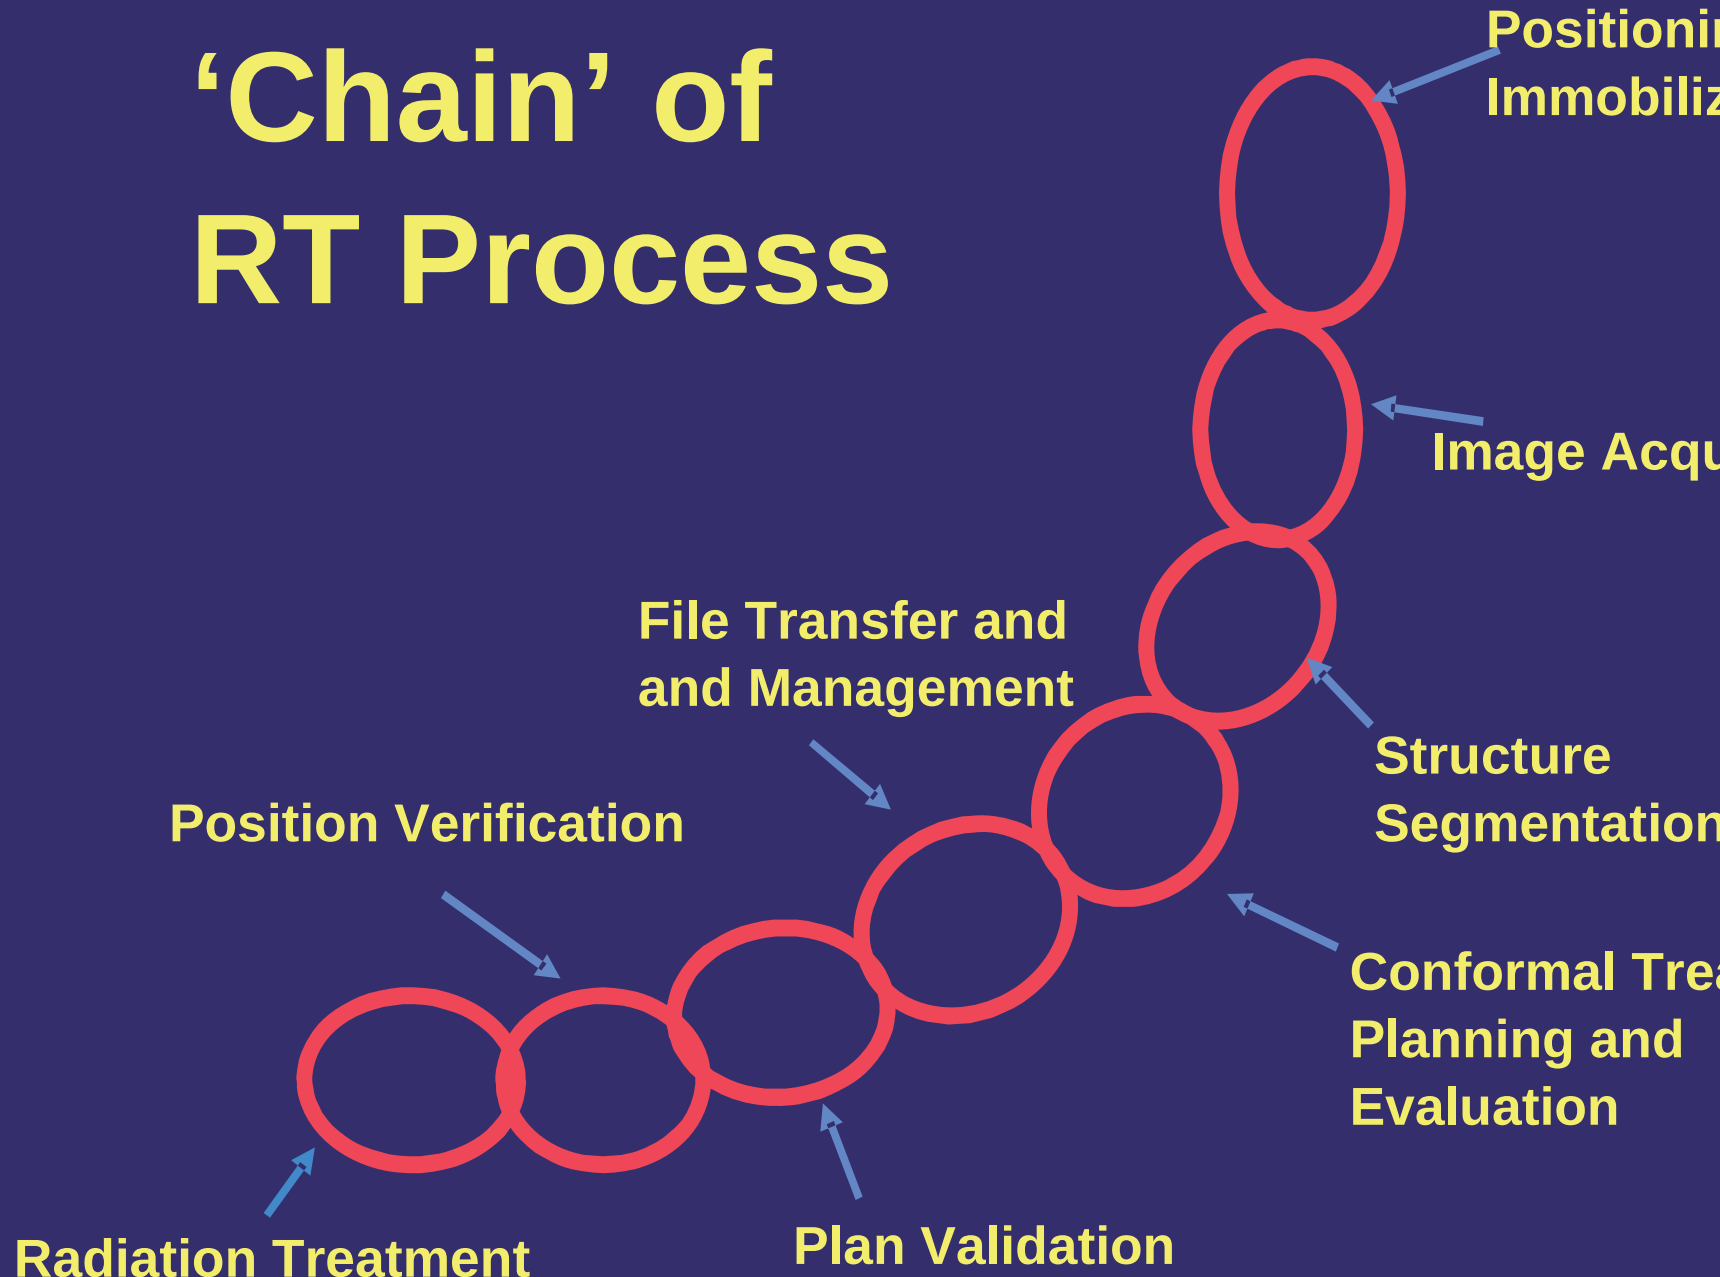 ‘Chain’ of
RT Process
Immobiliz
Image Acqu
File Transfer and
and Management
Structure
Segmentation
Position Verification
Conformal Trea
Planning and
Evaluation
Plan Validation
Radiation Treatment